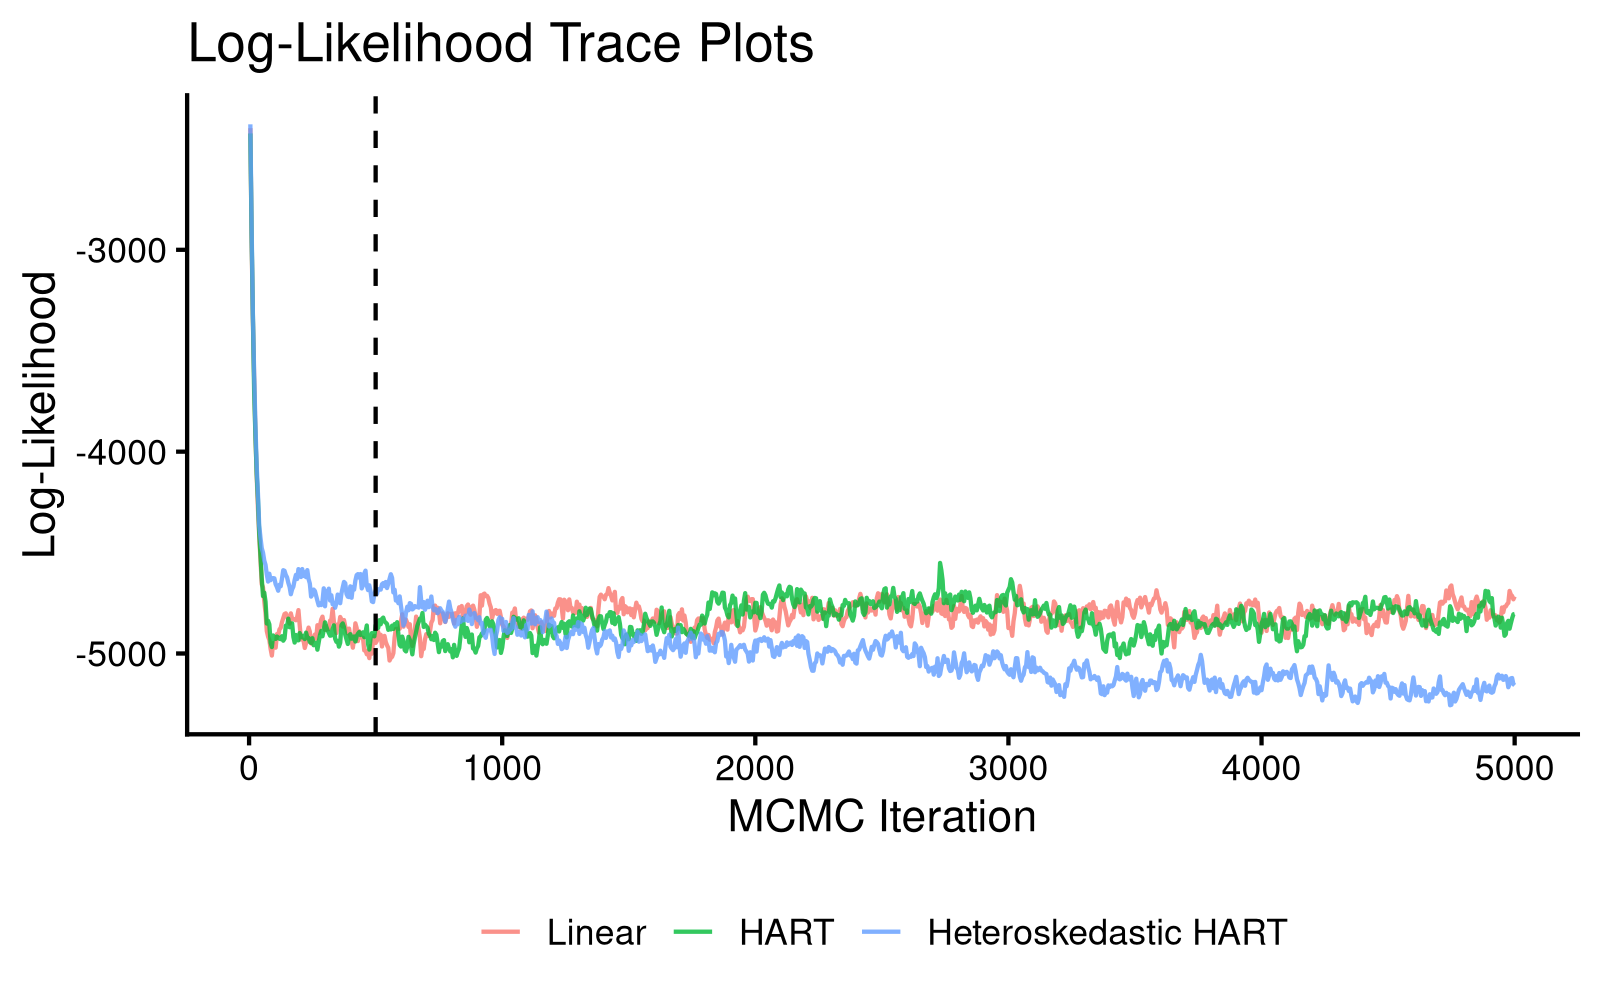 Log-Likelihood Trace Plots
Log-Likelihood
-3000
-4000
-5000
0 1000 2000 3000 4000 5000
MCMC Iteration
Linear HART Heteroskedastic HART